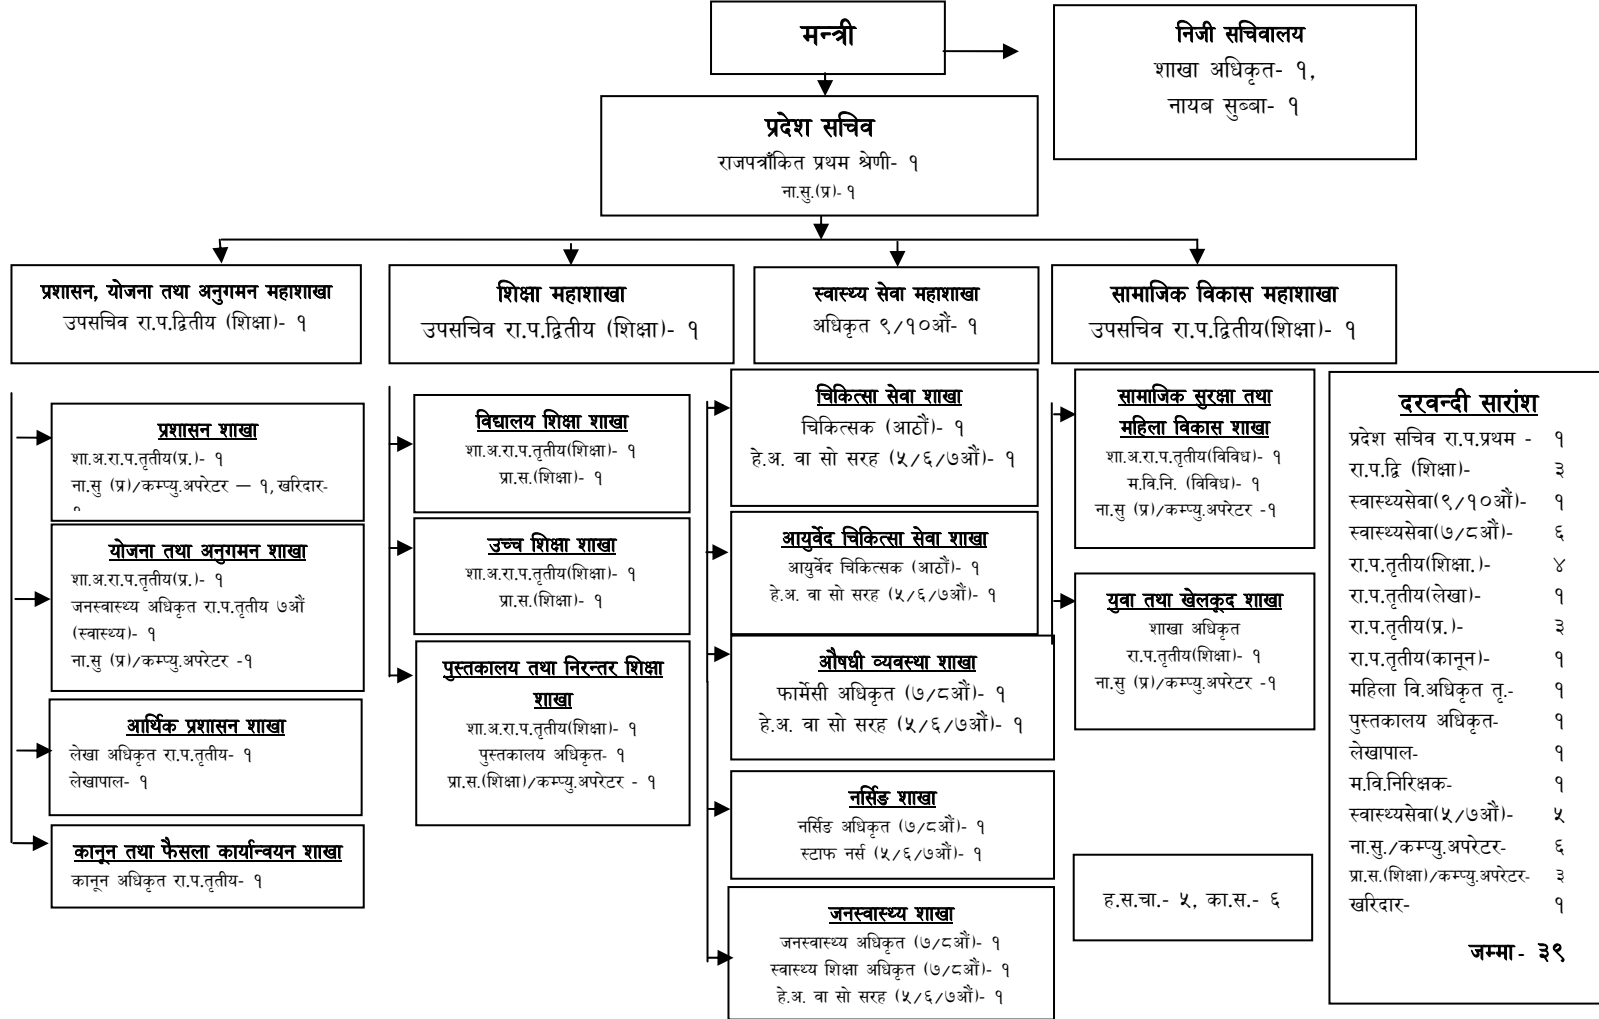 मन्त्री
निजी सचिवालय
शाखा अधिकृत- १,
नायब सुब्बा- १
प्रदेश सचिव
राजपत्राँकित प्रथम श्रेणी- १
ना.सु.(प्र)- १
प्रशासन, योजना तथा अनुगमन महाशाखा
उपसचिव रा.प.द्वितीय (शिक्षा)- १
शिक्षा महाशाखा
उपसचिव रा.प.द्वितीय (शिक्षा)- १
स्वास्थ्य सेवा महाशाखा
अधिकृत ९/१०औं- १
सामाजिक विकास महाशाखा
उपसचिव रा.प.द्वितीय(शिक्षा)- १
प्रशासन शाखा
शा.अ.रा.प.तृतीय(प्र.)- १
ना.सु (प्र)/कम्प्यु.अपरेटर — १, खरिदार-
योजना तथा अनुगमन शाखा
शा.अ.रा.प.तृतीय(प्र.)- १
जनस्वास्थ्य अधिकृत रा.प.तृतीय ७औं
(स्वास्थ्य)- १
ना.सु (प्र)/कम्प्यु.अपरेटर -१
आर्थिक प्रशासन शाखा
लेखा अधिकृत रा.प.तृतीय- १
लेखापाल- १
कानून तथा फैसला कार्यान्वयन शाखा
कानून अधिकृत रा.प.तृतीय- १
विद्यालय शिक्षा शाखा
शा.अ.रा.प.तृतीय(शिक्षा)- १
प्रा.स.(शिक्षा)- १
उच्च शिक्षा शाखा
शा.अ.रा.प.तृतीय(शिक्षा)- १
प्रा.स.(शिक्षा)- १
पुस्तकालय तथा निरन्तर शिक्षा
शाखा
शा.अ.रा.प.तृतीय(शिक्षा)- १
पुस्तकालय अधिकृत- १
प्रा.स.(शिक्षा)/कम्प्यु.अपरेटर - १
चिकित्सा सेवा शाखा
चिकित्सक (आठौं)- १
हे.अ. वा सो सरह (५/६/७औं)- १
आयुर्वेद चिकित्सा सेवा शाखा
आयुर्वेद चिकित्सक (आठौं)- १
हे.अ. वा सो सरह (५/६/७औं)- १
औषधी व्यवस्था शाखा
फार्मेसी अधिकृत (७/८औं)- १
हे.अ. वा सो सरह (५/६/७औं)- १
नर्सिङ शाखा
नर्सिङ अधिकृत (७/८औं)- १
स्टाफ नर्स (५/६/७औं)- १
जनस्वास्थ्य शाखा
जनस्वास्थ्य अधिकृत (७/८औं)- १
स्वास्थ्य शिक्षा अधिकृत (७/८औं)- १
हे.अ. वा सो सरह (५/६/७औं)- १
सामाजिक सुरक्षा तथा
महिला विकास शाखा
शा.अ.रा.प.तृतीय(विविध)- १
म.वि.नि. (विविध)- १
ना.सु (प्र)/कम्प्यु.अपरेटर -१
युवा तथा खेलकूद शाखा
शाखा अधिकृत
रा.प.तृतीय(शिक्षा)- १
ना.सु (प्र)/कम्प्यु.अपरेटर -१
ह.स.चा.- ५, का.स.- ६
दरवन्दी सारांश
प्रदेश सचिव रा.प.प्रथम - १
रा.प.द्वि (शिक्षा)- ३
स्वास्थ्यसेवा(९/१०औं)- १
स्वास्थ्यसेवा(७/८औं)- ६
रा.प.तृतीय(शिक्षा.)- ४
रा.प.तृतीय(लेखा)- १
रा.प.तृतीय(प्र.)- ३
रा.प.तृतीय(कानून)- १
महिला वि.अधिकृत तृ.- १
पुस्तकालय अधिकृत- १
लेखापाल- १
म.वि.निरिक्षक- १
स्वास्थ्यसेवा(५/७औं)- ५
ना.सु./कम्प्यु.अपरेटर- ६
प्रा.स.(शिक्षा)/कम्प्यु.अपरेटर- ३
खरिदार- १
जम्मा - ३९